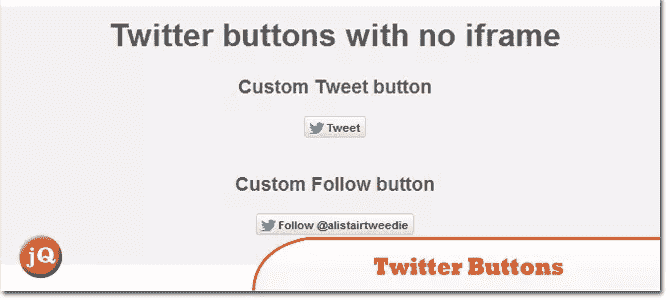 Twitter buttons with no iframe
Custom Tweet button
Tweet
Custom Follow button
Follow @alistairtweedie
jQ
Twitter Buttons